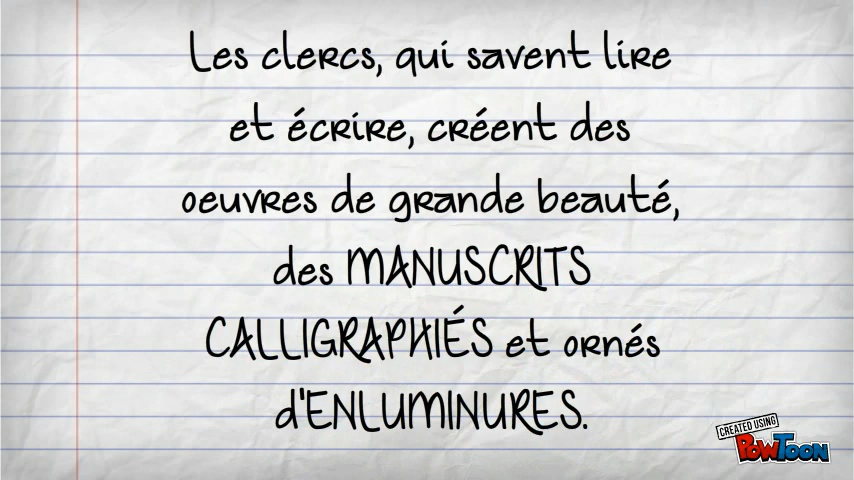 Les clercs, qui savent lire
et écrire, créent des
oeuvres de grande beauté,
des MANUSCRITS
CALLIGRAPHIÉS et ornés
d'ENLUMINURES.
CREATED USING
POWTOON